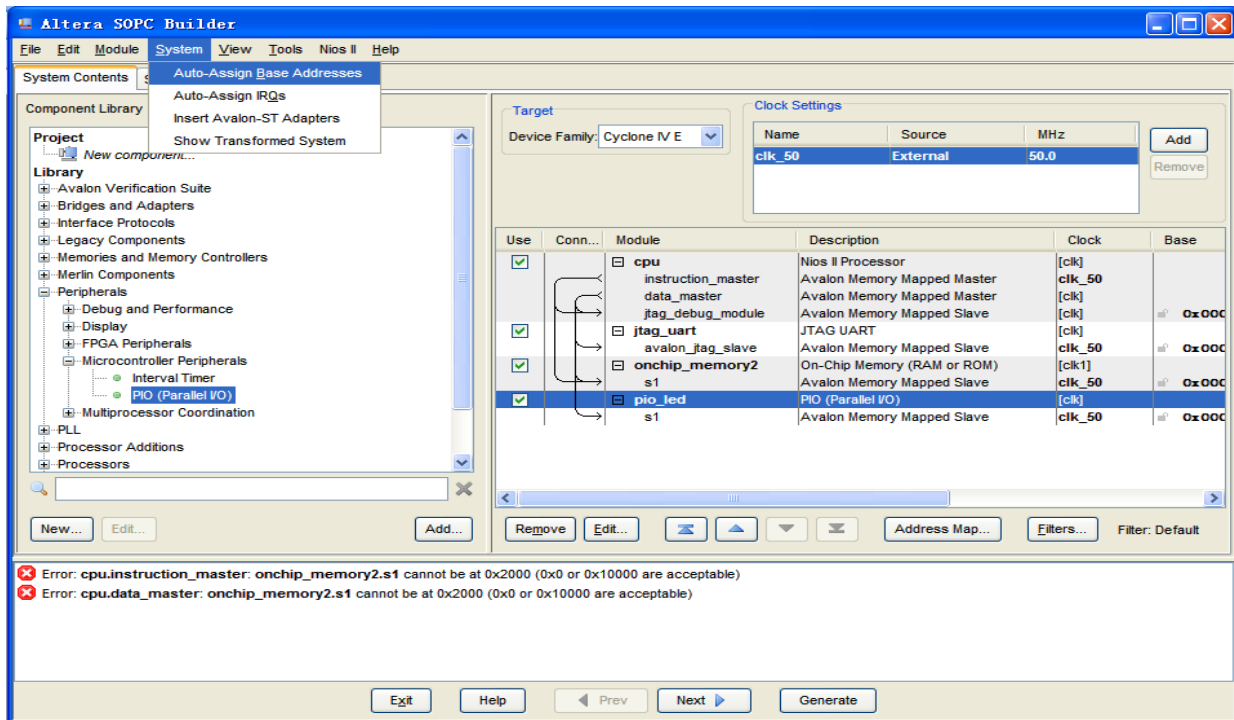 Altera SOPC Builder
File Edit Module System View Tools Nios II Help
System Contents
Auto-Assign Base Addresses
Auto-Assign IRQs
Insert Avalon-ST Adapters
Show Transformed System
Component Library
Project
New component...
Library
Avalon Verification Suite
Bridges and Adapters
Interface Protocols
Legacy Components
Memories and Memory Controllers
Merlin Components
Peripherals
Debug and Performance
Display
FPGA Peripherals
Microcontroller Peripherals
Interval Timer
PIO (Parallel I/O)
Multiprocessor Coordination
PLL
Processor Additions
Processors
New... Edit... Add...
Target
Device Family: Cyclone IV E
Clock Settings
Name Source MHz
clk_50 External 50.0
Add
Remove
Use Conn... Module Description Clock Base
cpu Nios II Processor [clk]
instruction_master Avalon Memory Mapped Master clk_50
data_master Avalon Memory Mapped Master [clk]
jtag_debug_module Avalon Memory Mapped Slave [clk] 0x000
jtag_uart JTAG UART [clk]
avalon_jtag_slave Avalon Memory Mapped Slave clk_50 0x000
onchip_memory2 On-Chip Memory (RAM or ROM) [clk1]
s1 Avalon Memory Mapped Slave clk_50 0x000
pio_led PIO (Parallel I/O) [clk]
s1 Avalon Memory Mapped Slave clk_50 0x000
Remove Edit... Address Map... Filters... Filter: Default
Error: cpu.instruction_master: onchip_memory2.s1 cannot be at 0x2000 (0x0 or 0x10000 are acceptable)
Error: cpu.data_master: onchip_memory2.s1 cannot be at 0x2000 (0x0 or 0x10000 are acceptable)
Exit Help Prev Next Generate